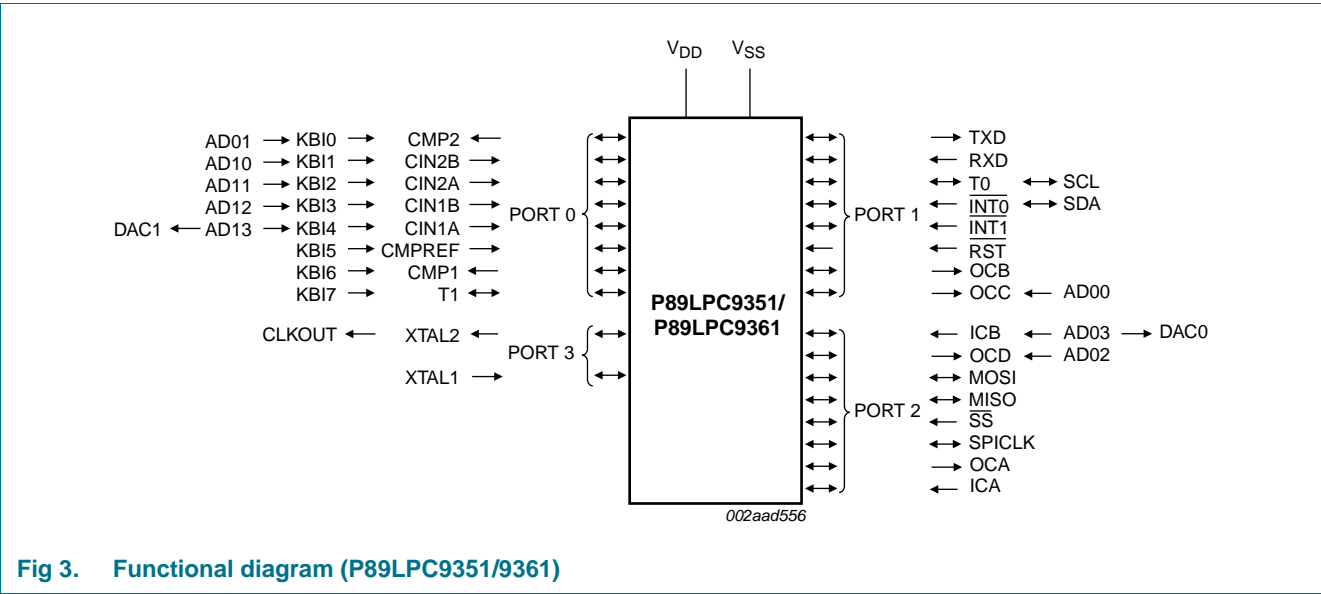 VDD VSS
AD01 KBI0 CMP2 TXD
AD10 KBI1 CIN2B RXD
AD11 KBI2 CIN2A T0 SCL
AD12 KBI3 CIN1B PORT 0 PORT 1 INT0 SDA
DAC1 AD13 KBI4 CIN1A INT1
KBI5 CMPREF RST
KBI6 CMP1 OCB
KBI7 T1 OCC AD00
P89LPC9351/
P89LPC9361
CLKOUT XTAL2 PORT 3 ICB AD03 DAC0
OCD AD02
XTAL1 MOSI
MISO
PORT 2
SS
SPICLK
OCA
ICA
002aad556
Fig 3. Functional diagram (P89LPC9351/9361)